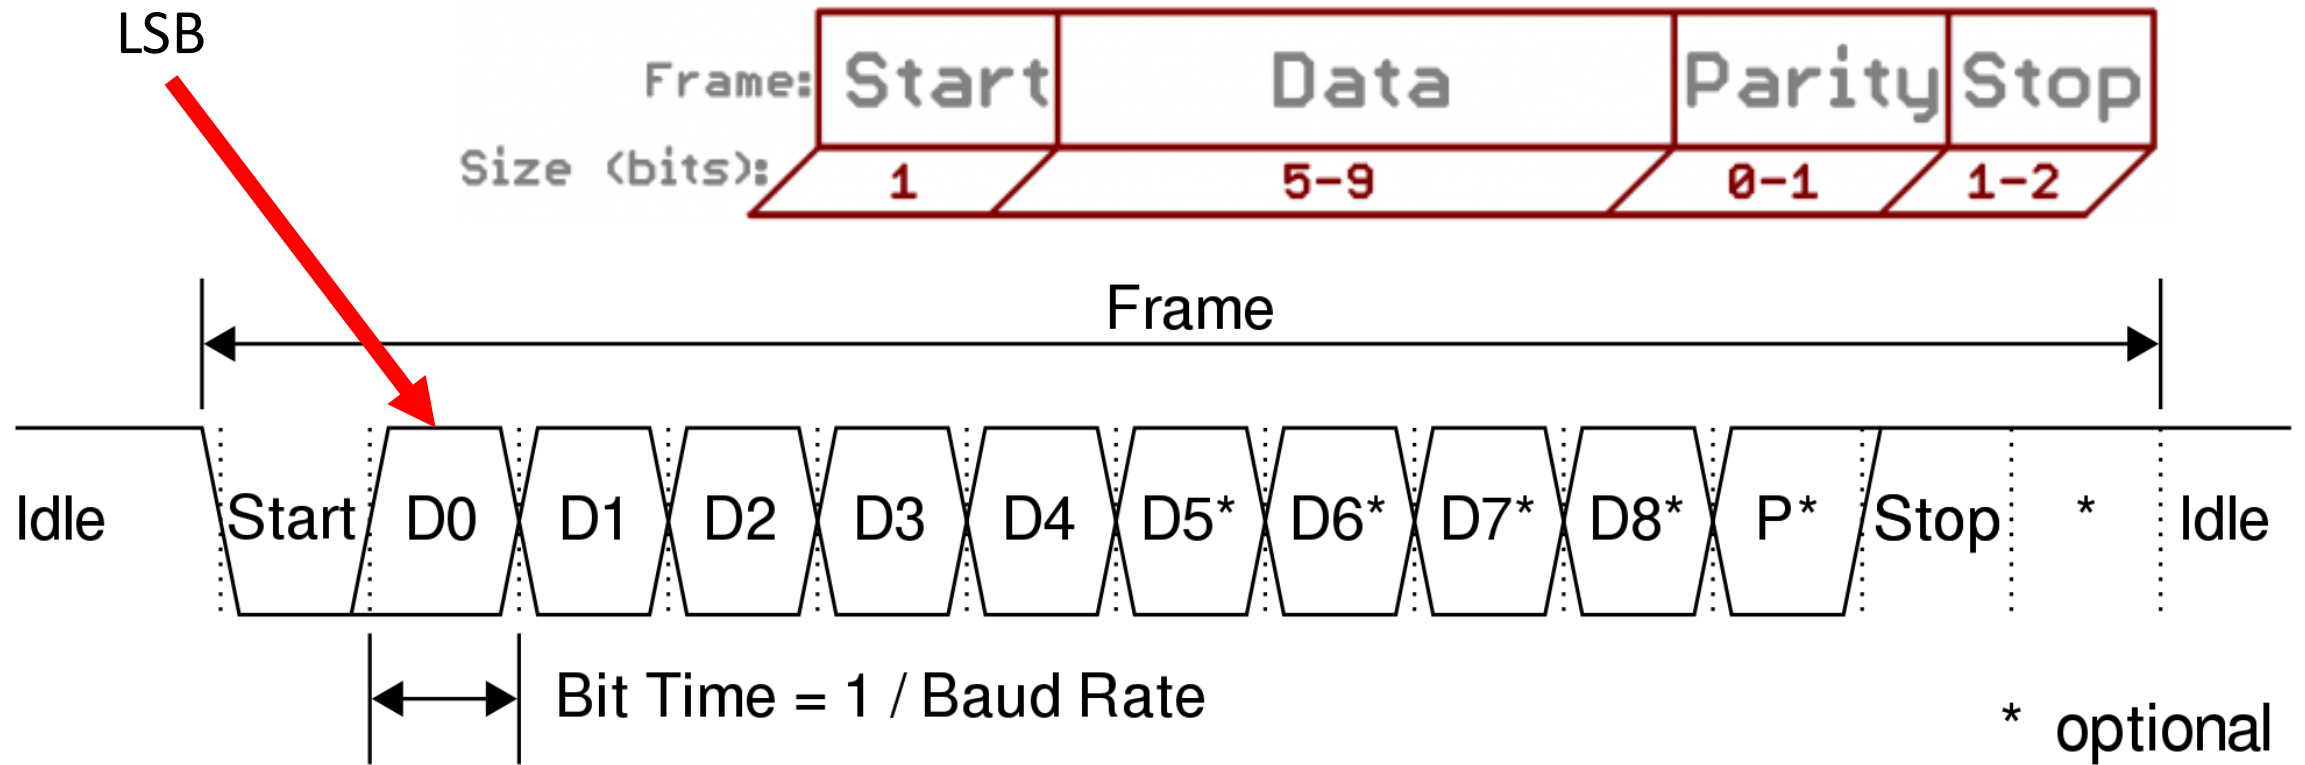 LSB
Frame: Start Data Parity Stop
Size (bits): 1 5-9 0-1 1-2
Frame
Idle Start D0 D1 D2 D3 D4 D5* D6* D7* D8* P* Stop * Idle
Bit Time = 1 / Baud Rate
* optional